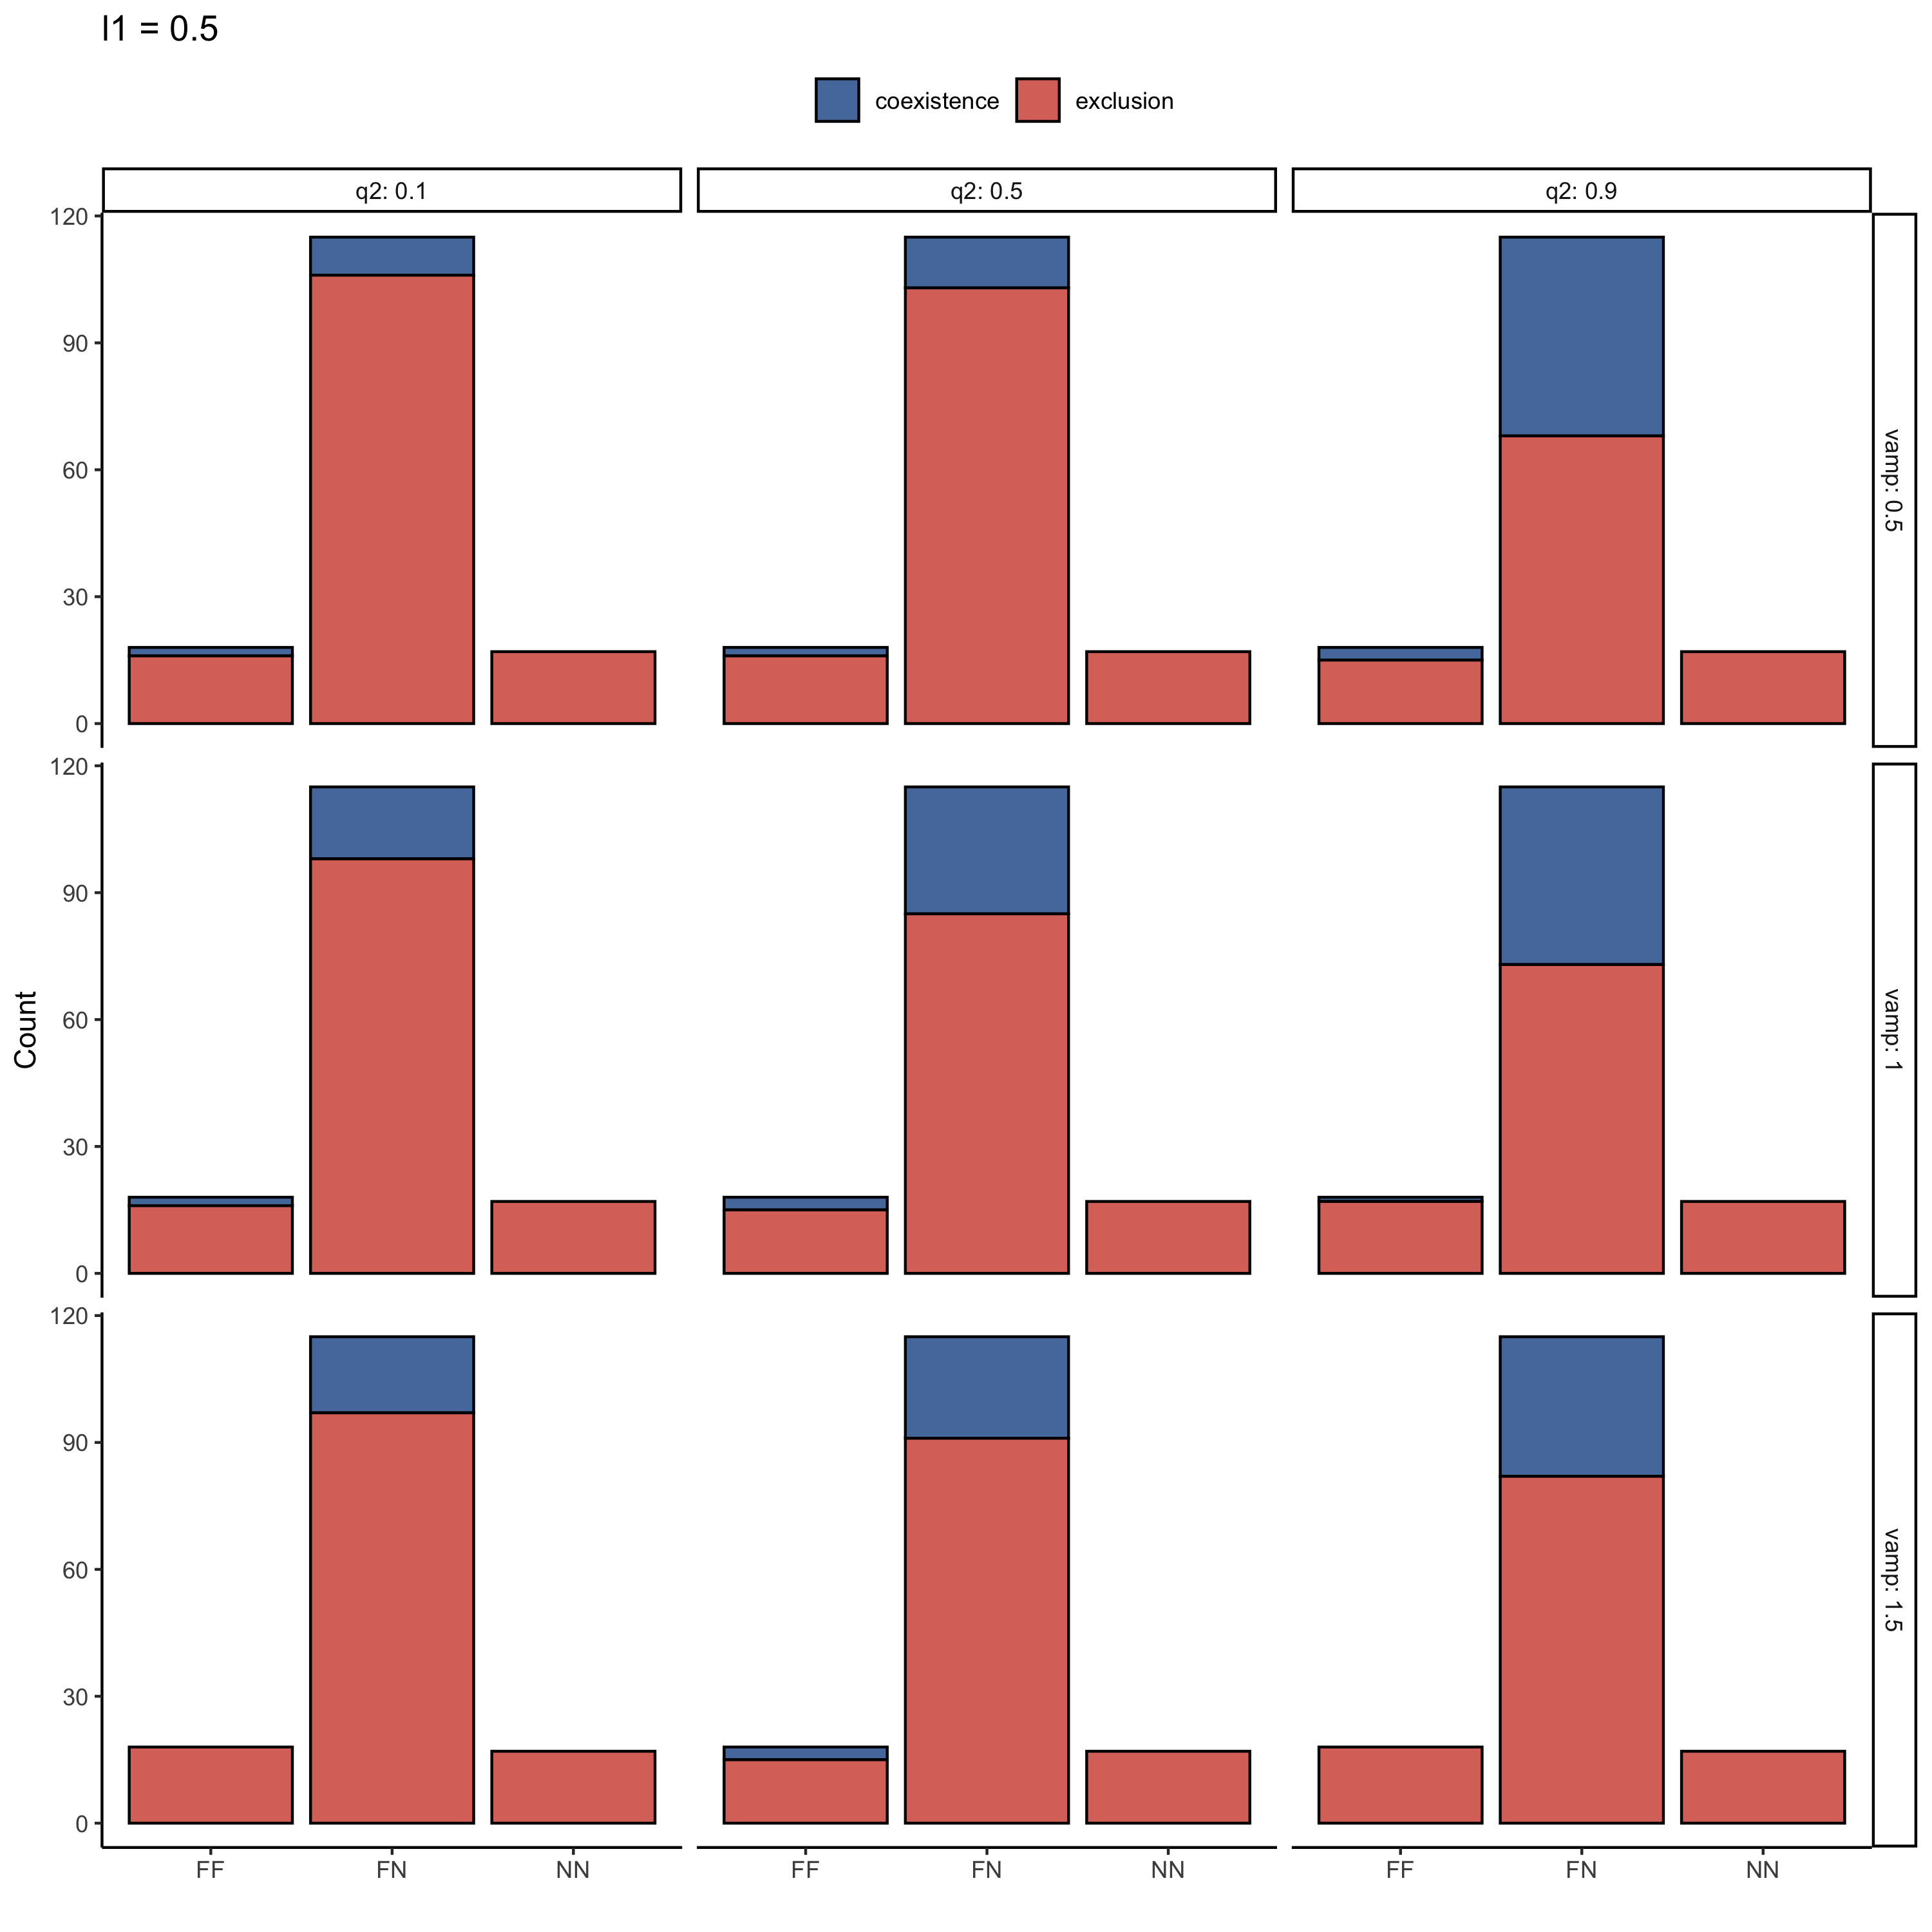 l1 = 0.5
coexistence exclusion
q2: 0.1 q2: 0.5 q2: 0.9
120
90
60
30
0
vamp: 0.5
120
90
60
30
0
vamp: 1
Count
120
90
60
30
0
vamp: 1.5
FF FN NN FF FN NN FF FN NN